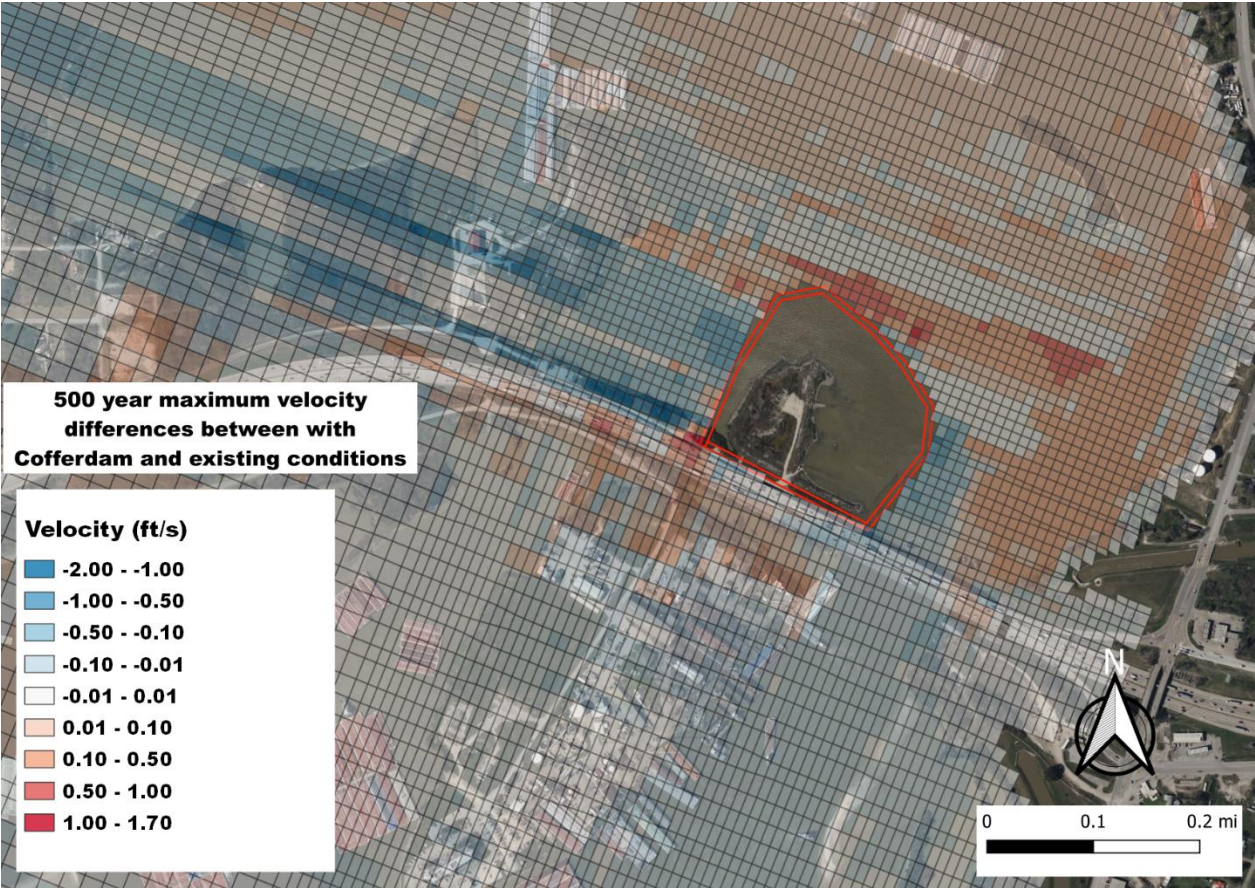 500 year maximum velocity
differences between with
Cofferdam and existing conditions
Velocity (ft/s)
-2.00 - -1.00
-1.00 - -0.50
-0.50 - -0.10
-0.10 - -0.01
-0.01 - 0.01
0.01 - 0.10
0.10 - 0.50
0.50 - 1.00
1.00 - 1.70
N
0 0.1 0.2 mi